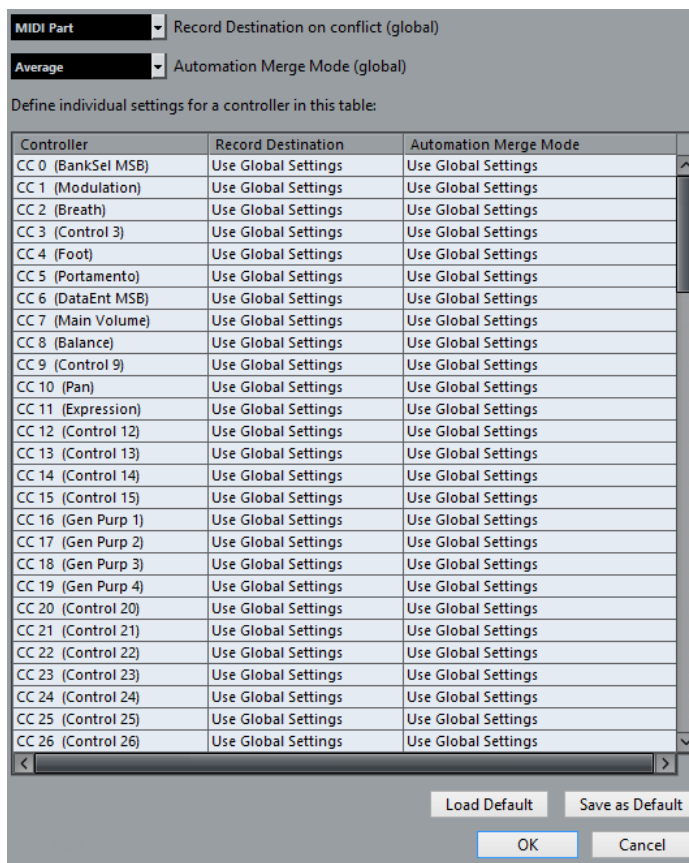 MIDI Part Record Destination on conflict (global)
Average Automation Merge Mode (global)
Define individual settings for a controller in this table:
Controller Record Destination Automation Merge Mode
CC 0 (BankSel MSB) Use Global Settings Use Global Settings
CC 1 (Modulation) Use Global Settings Use Global Settings
CC 2 (Breath) Use Global Settings Use Global Settings
CC 3 (Control 3) Use Global Settings Use Global Settings
CC 4 (Foot) Use Global Settings Use Global Settings
CC 5 (Portamento) Use Global Settings Use Global Settings
CC 6 (DataEnt MSB) Use Global Settings Use Global Settings
CC 7 (Main Volume) Use Global Settings Use Global Settings
CC 8 (Balance) Use Global Settings Use Global Settings
CC 9 (Control 9) Use Global Settings Use Global Settings
CC 10 (Pan) Use Global Settings Use Global Settings
CC 11 (Expression) Use Global Settings Use Global Settings
CC 12 (Control 12) Use Global Settings Use Global Settings
CC 13 (Control 13) Use Global Settings Use Global Settings
CC 14 (Control 14) Use Global Settings Use Global Settings
CC 15 (Control 15) Use Global Settings Use Global Settings
CC 16 (Gen Purp 1) Use Global Settings Use Global Settings
CC 17 (Gen Purp 2) Use Global Settings Use Global Settings
CC 18 (Gen Purp 3) Use Global Settings Use Global Settings
CC 19 (Gen Purp 4) Use Global Settings Use Global Settings
CC 20 (Control 20) Use Global Settings Use Global Settings
CC 21 (Control 21) Use Global Settings Use Global Settings
CC 22 (Control 22) Use Global Settings Use Global Settings
CC 23 (Control 23) Use Global Settings Use Global Settings
CC 24 (Control 24) Use Global Settings Use Global Settings
CC 25 (Control 25) Use Global Settings Use Global Settings
CC 26 (Control 26) Use Global Settings Use Global Settings
Load Default Save as Default
OK Cancel